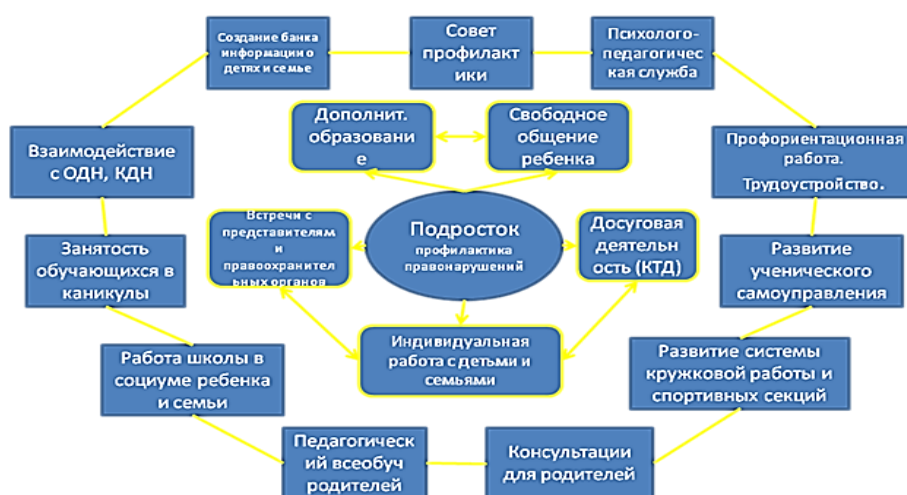 Создание банка
информации о
детях и семье
Совет
профилакт
ики
Психолого-
педагогичес
кая служба
Дополнит.
образовани
е
Свободное
общение
ребенка
Взаимодействие
с ОДН, КДН
Профориентационная
работа.
Трудоустройство.
Встречи с
представителям
и
правоохранител
ьных органов
Подросток
профилактика
правонарушений
Досуговая
деятельн
ость (КТД)
Занятость
обучающихся в
каникулы
Развитие
ученического
самоуправления
Индивидуальная
работа с детьми и
семьями
Работа школы в
социуме ребенка
и семьи
Развитие системы
кружковой работы и
спортивных секций
Педагогическ
ий всеобуч
родителей
Консультации
для родителей